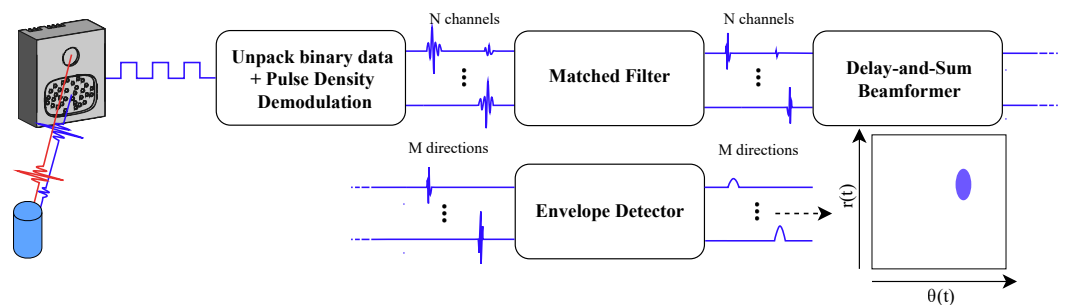 N channels
N channels
Unpack binary data
+ Pulse Density
Demodulation
Matched Filter
Delay-and-Sum
Beamformer
M directions
M directions
Envelope Detector
r(t)
θ(t)